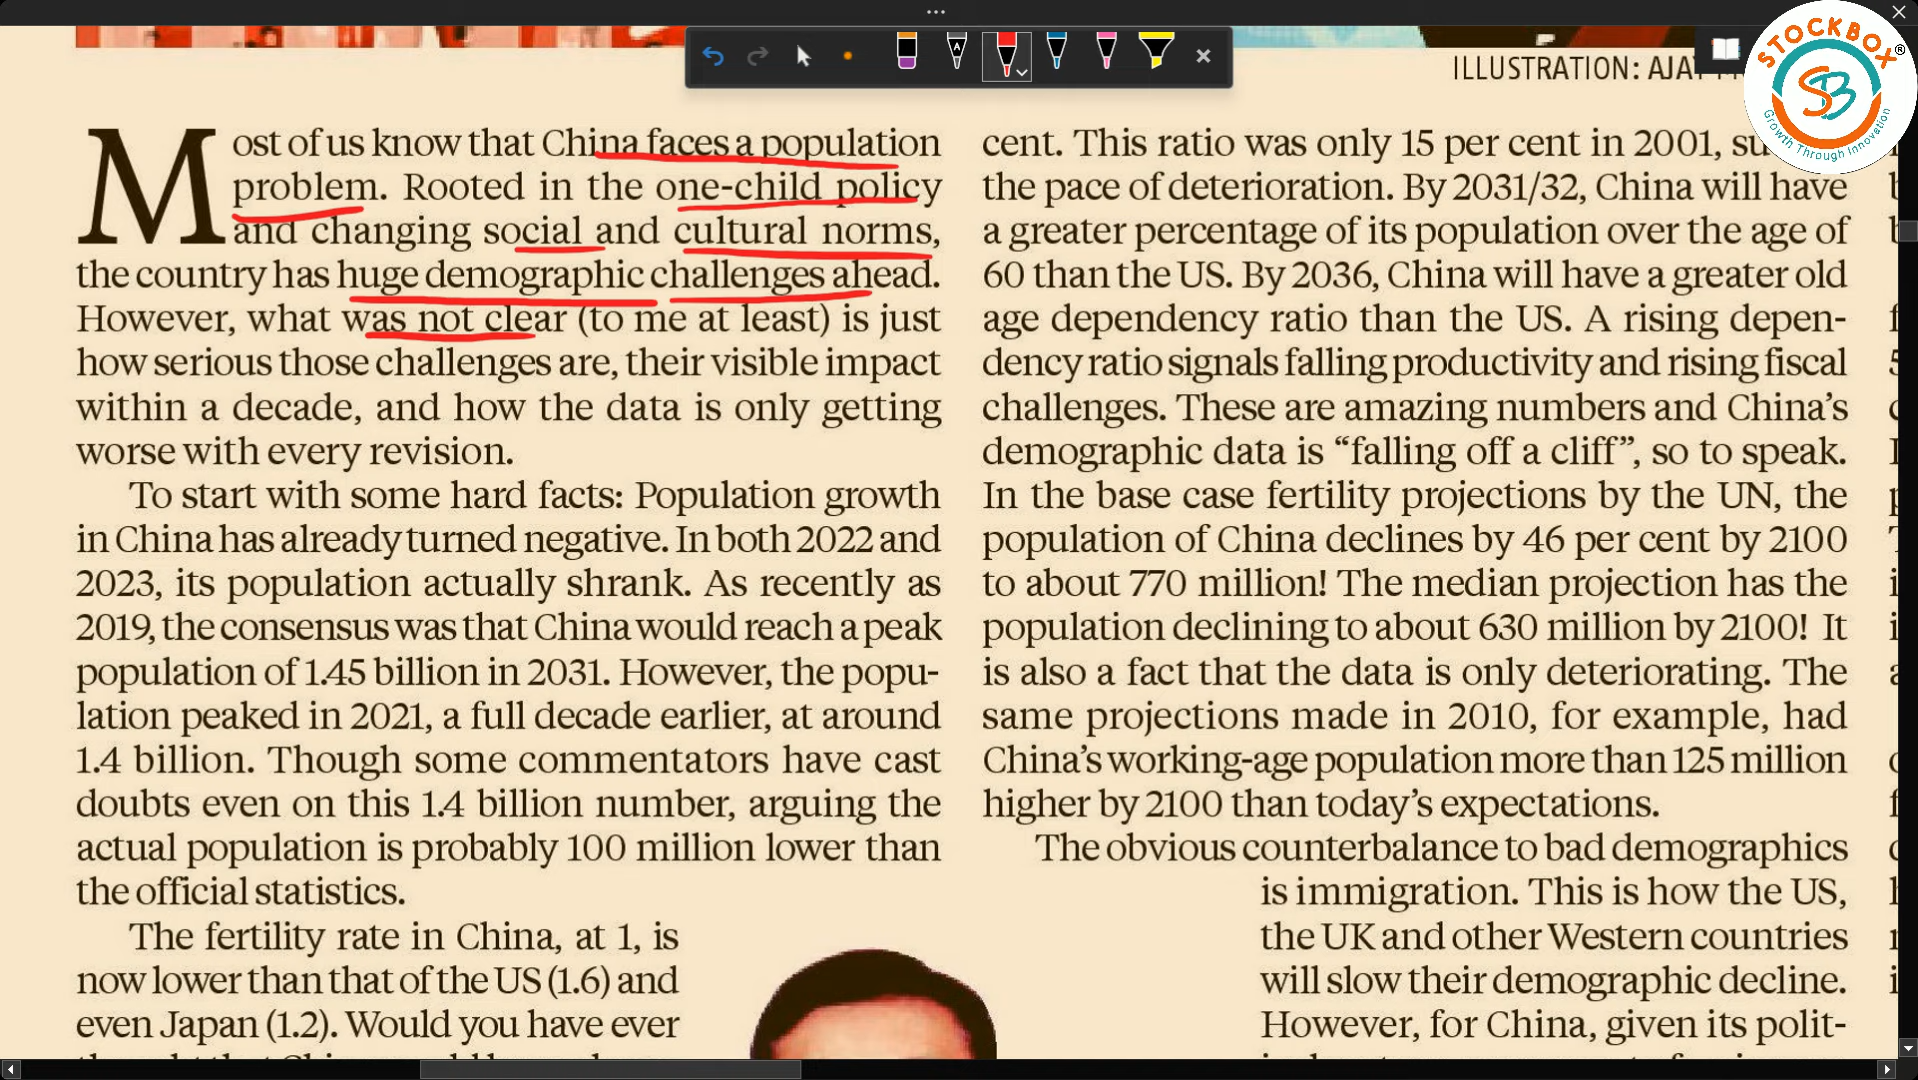 ILLUSTRATION: AJAY
STOCKBOX®
SB
Growth Through Innovation
Most of us know that China faces a population
problem. Rooted in the one-child policy
and changing social and cultural norms,
the country has huge demographic challenges ahead.
However, what was not clear (to me at least) is just
how serious those challenges are, their visible impact
within a decade, and how the data is only getting
worse with every revision.
To start with some hard facts: Population growth
in China has already turned negative. In both 2022 and
2023, its population actually shrank. As recently as
2019, the consensus was that China would reach a peak
population of 1.45 billion in 2031. However, the popu-
lation peaked in 2021, a full decade earlier, at around
1.4 billion. Though some commentators have cast
doubts even on this 1.4 billion number, arguing the
actual population is probably 100 million lower than
the official statistics.
The fertility rate in China, at 1, is
now lower than that of the US (1.6) and
even Japan (1.2). Would you have ever
cent. This ratio was only 15 per cent in 2001,
the pace of deterioration. By 2031/32, China will have
a greater percentage of its population over the age of
60 than the US. By 2036, China will have a greater old
age dependency ratio than the US. A rising depen-
dency ratio signals falling productivity and rising fiscal
challenges. These are amazing numbers and China's
demographic data is "falling off a cliff", so to speak.
In the base case fertility projections by the UN, the
population of China declines by 46 per cent by 2100
to about 770 million! The median projection has the
population declining to about 630 million by 2100! It
is also a fact that the data is only deteriorating. The
same projections made in 2010, for example, had
China's working-age population more than 125 million
higher by 2100 than today's expectations.
The obvious counterbalance to bad demographics
is immigration. This is how the US,
the UK and other Western countries
will slow their demographic decline.
However, for China, given its polit-